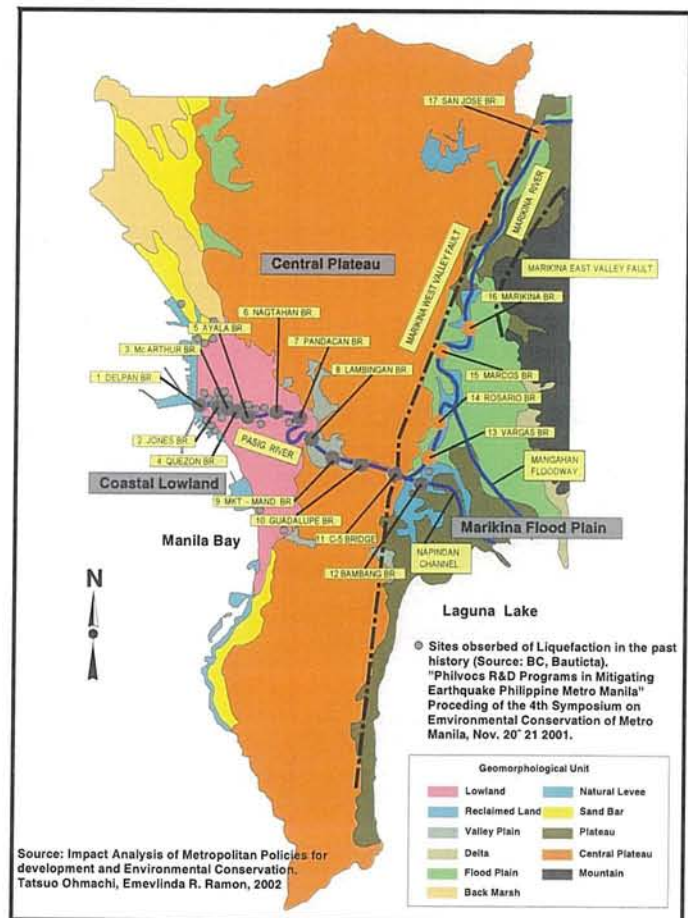 17 SAN JOSE BR.
MARIKINA RIVER
MARIKINA WEST VALLEY FAULT
MARIKINA EAST VALLEY FAULT
Central Plateau
6 NAGTAHAN BR.
5 AYALA BR.
7 PANDACAN BR.
16 MARIKINA BR.
3 Mc ARTHUR BR.
8 LAMBINGAN BR.
1 DELPAN BR.
15 MARCOS BR.
14 ROSARIO BR.
2 JONES BR.
PASIG RIVER
13 VARGAS BR.
4 QUEZON BR.
MANGAHAN
FLOODWAY
Coastal Lowland
9 MKT - MAND BR.
10 GUADALUPE BR.
Marikina Flood Plain
11 C-5 BRIDGE
Manila Bay
12 BAMBANG BR.
NAPINDAN
CHANNEL
N
Laguna Lake
Sites obserbed of Liquefaction in the past
history (Source: BC, Bauticta).
"Philvocs R&D Programs in Mitigating
Earthquake Philippine Metro Manila"
Proceding of the 4th Symposium on
Emvironmental Conservation of Metro
Manila, Nov. 20~21 2001.
Geomorphological Unit
Lowland
Natural Levee
Reclaimed Land
Sand Bar
Valley Plain
Plateau
Delta
Central Plateau
Flood Plain
Mountain
Back Marsh
Source: Impact Analysis of Metropolitan Policies for
development and Environmental Conservation.
Tatsuo Ohmachi, Emevlinda R. Ramon, 2002